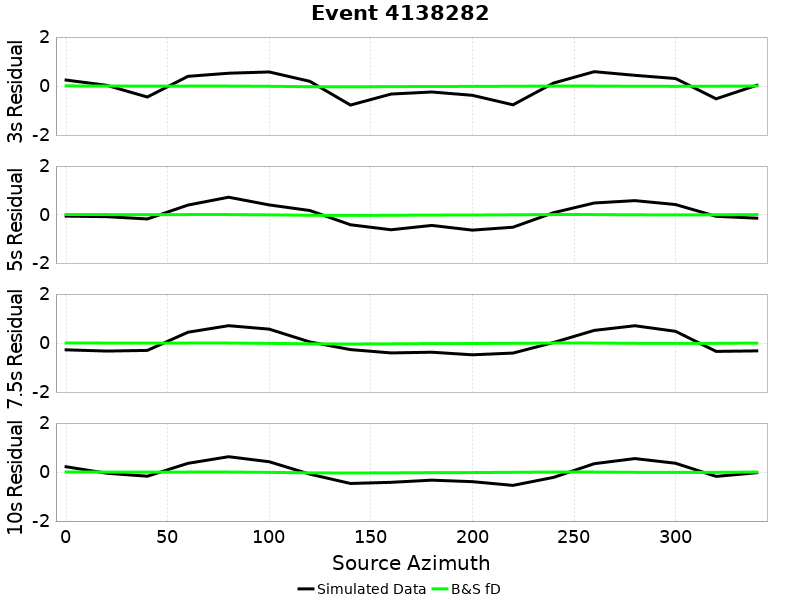 Event 4138282
3s Residual
2
0
-2
5s Residual
2
0
-2
7.5s Residual
2
0
-2
10s Residual
2
0
-2
0 50 100 150 200 250 300
Source Azimuth
Simulated Data B&S fD